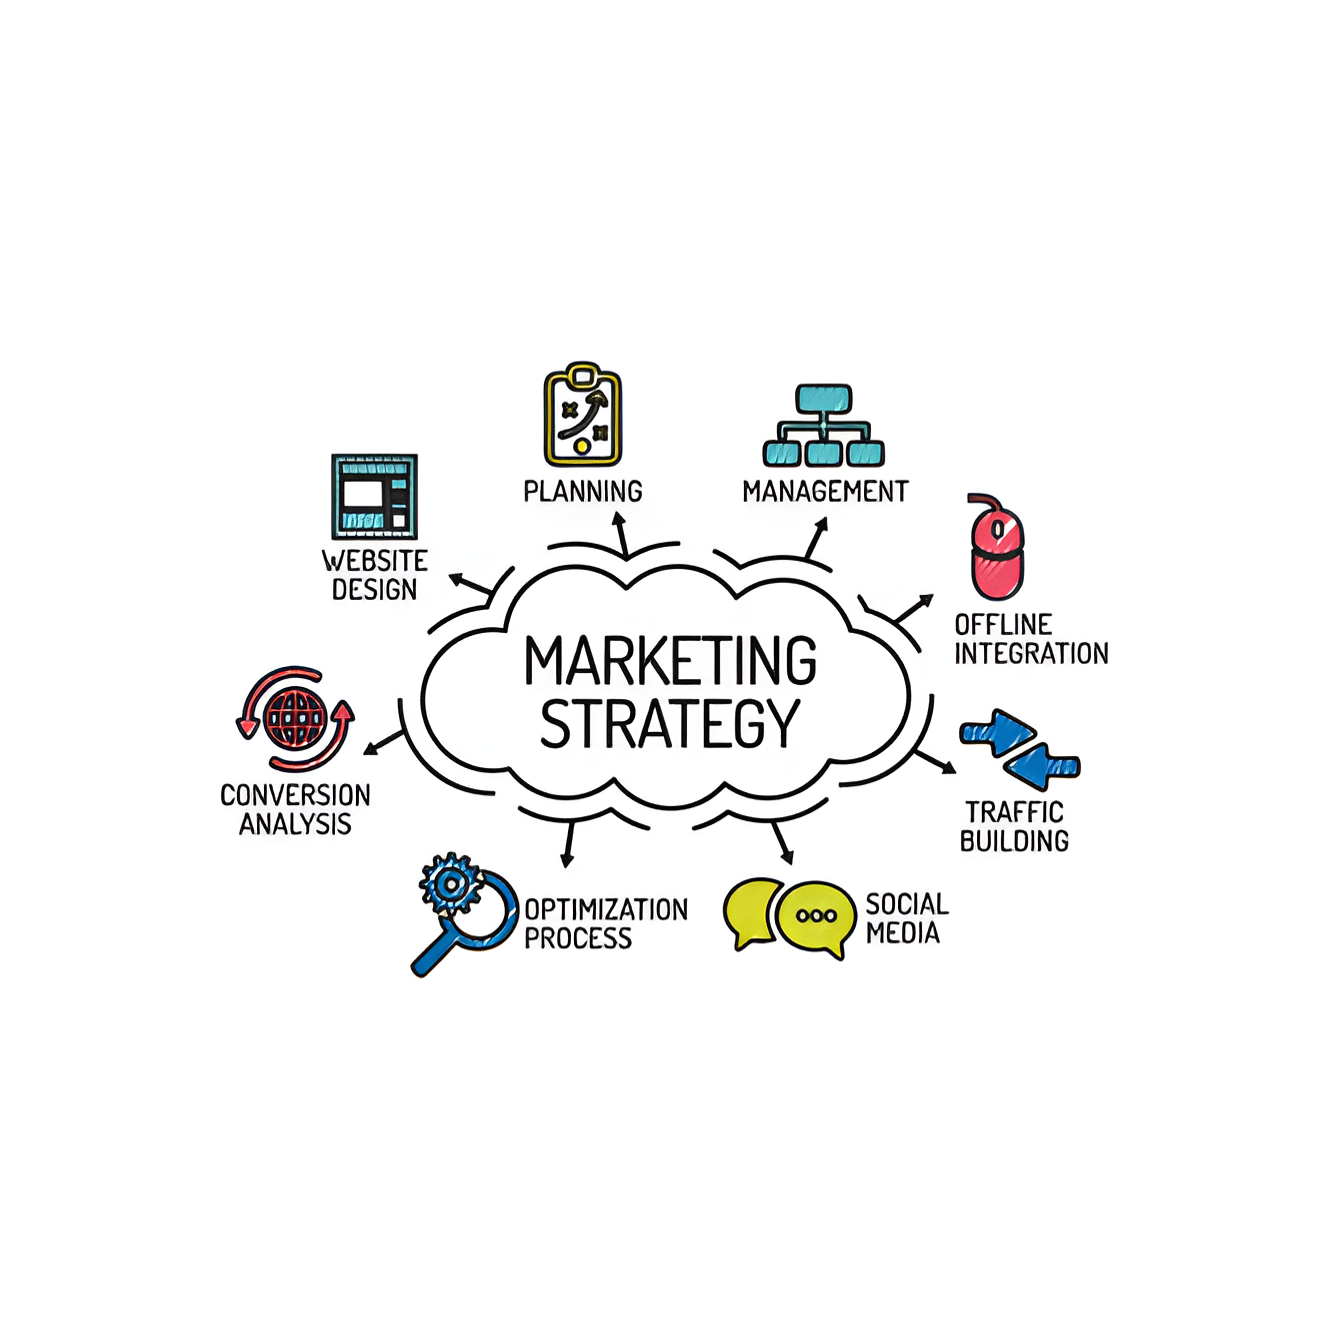 PLANNING
MANAGEMENT
WEBSITE
DESIGN
OFFLINE
INTEGRATION
MARKETING
STRATEGY
CONVERSION
ANALYSIS
TRAFFIC
BUILDING
OPTIMIZATION
PROCESS
SOCIAL
MEDIA